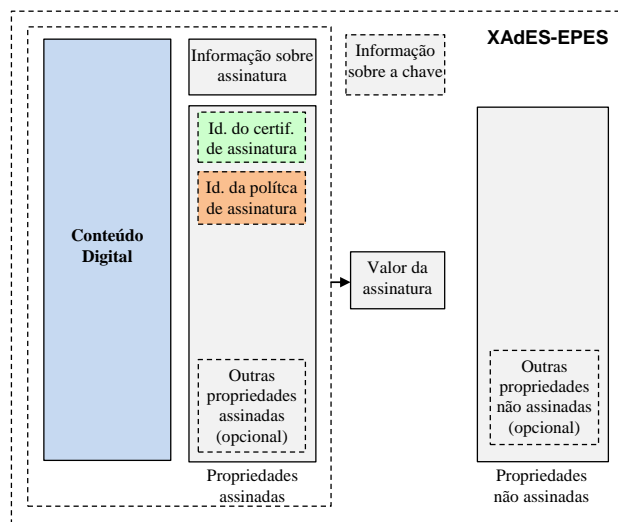 XAdES-EPES
Informação sobre
assinatura
Informação
sobre a chave
Id. do certif.
de assinatura
Id. da polítca
de assinatura
Conteúdo
Digital
Valor da
assinatura
Outras
propriedades
assinadas
(opcional)
Outras
propriedades
não assinadas
(opcional)
Propriedades
assinadas
Propriedades
não assinadas